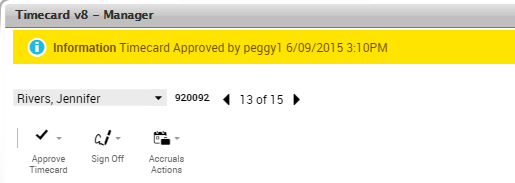 Timecard v8 – Manager
Information Timecard Approved by peggy1 6/09/2015 3:10PM
Rivers, Jennifer 920092 13 of 15
Approve Timecard Sign Off Accruals Actions